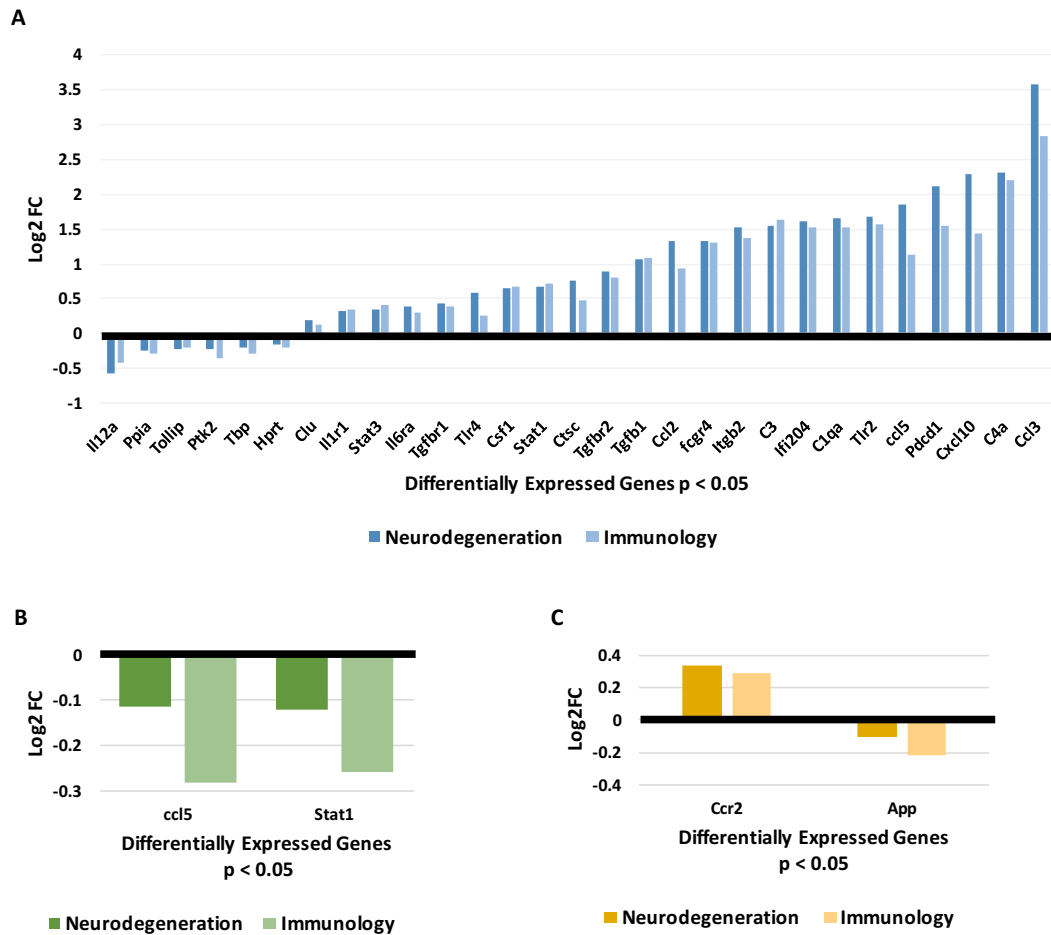 A
4
3.5
3
2.5
2
1.5
1
0.5
0
-0.5
-1
Log2 FC
Il12a
Ppia
Tollip
Ptk2
Tbp
Hprt
Clu
Il1r1
Stat3
Il6ra
Tgfbr1
Tlr4
Csf1
Stat1
Ctsc
Tgfbr2
Tgfb1
Ccl2
fcgr4
Itgb2
C3
Ifi204
C1qa
Tlr2
ccl5
Pdcd1
Cxcl10
C4a
Ccl3
Differentially Expressed Genes p < 0.05
Neurodegeneration Immunology
B
0
-0.1
-0.2
-0.3
Log2 FC
ccl5 Stat1
Differentially Expressed Genes
p < 0.05
Neurodegeneration Immunology
C
0.4
0.2
0
-0.2
-0.4
Log2FC
Ccr2 App
Differentially Expressed Genes
p < 0.05
Neurodegeneration Immunology